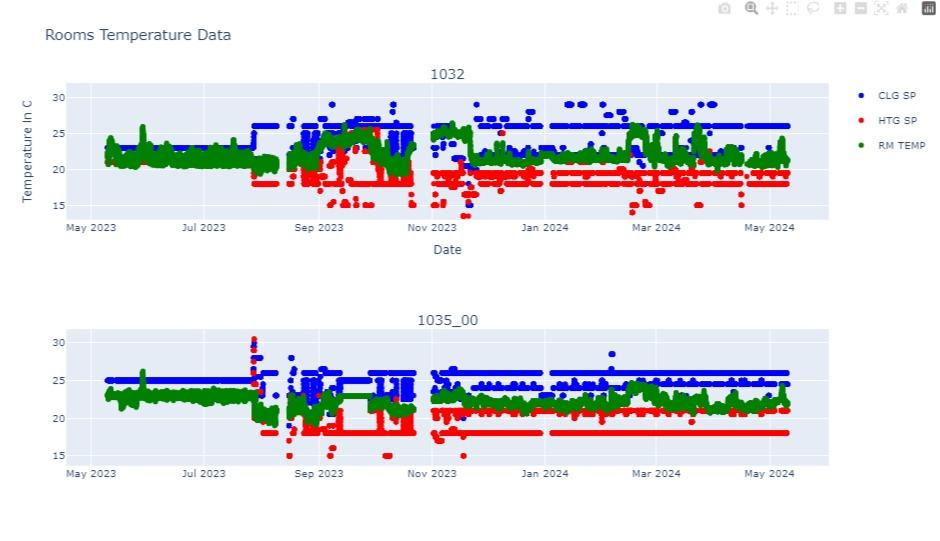 Rooms Temperature Data
1032
30
25
20
15
Temperature In C
May 2023 Jul 2023 Sep 2023 Nov 2023 Jan 2024 Mar 2024 May 2024
Date
CLG SP
HTG SP
RM TEMP
1035_00
30
25
20
15
May 2023 Jul 2023 Sep 2023 Nov 2023 Jan 2024 Mar 2024 May 2024